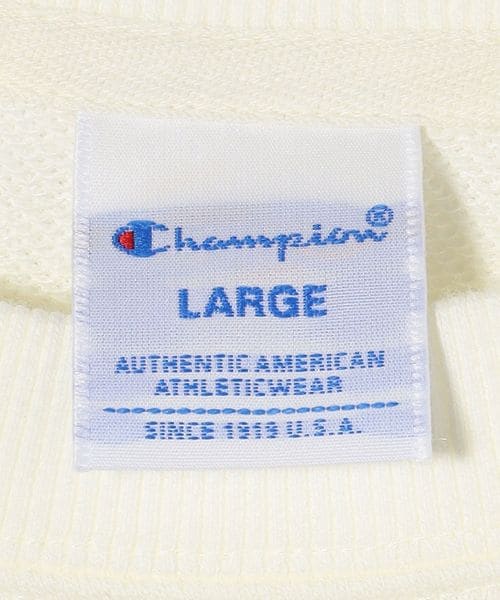 Champion®
LARGE
AUTHENTIC AMERICAN
ATHLETICWEAR
SINCE 1919 U.S.A.